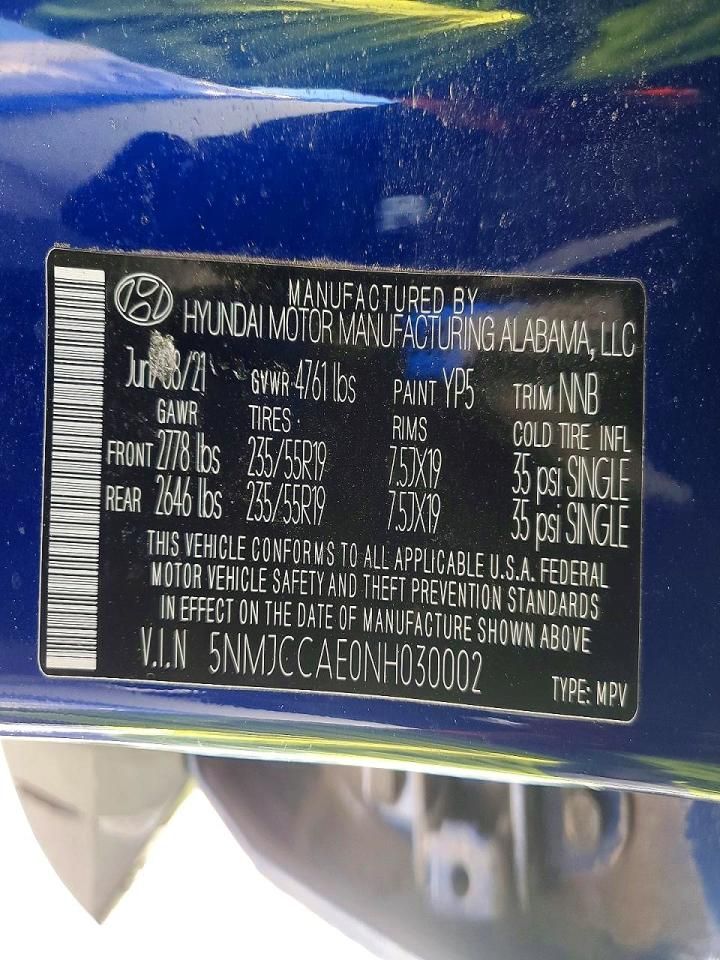 MANUFACTURED BY
HYUNDAI MOTOR MANUFACTURING ALABAMA, LLC
Jun/08/21 GVWR 4761 lbs PAINT YP5 TRIM NNB
GAWR TIRES RIMS COLD TIRE INFL
FRONT 2778 lbs 235/55R19 7.5JX19 35 psi SINGLE
REAR 2646 lbs 235/55R19 7.5JX19 35 psi SINGLE
THIS VEHICLE CONFORMS TO ALL APPLICABLE U.S.A. FEDERAL
MOTOR VEHICLE SAFETY AND THEFT PREVENTION STANDARDS
IN EFFECT ON THE DATE OF MANUFACTURE SHOWN ABOVE
V.I.N 5NMJCCAE0NH030002
TYPE: MPV